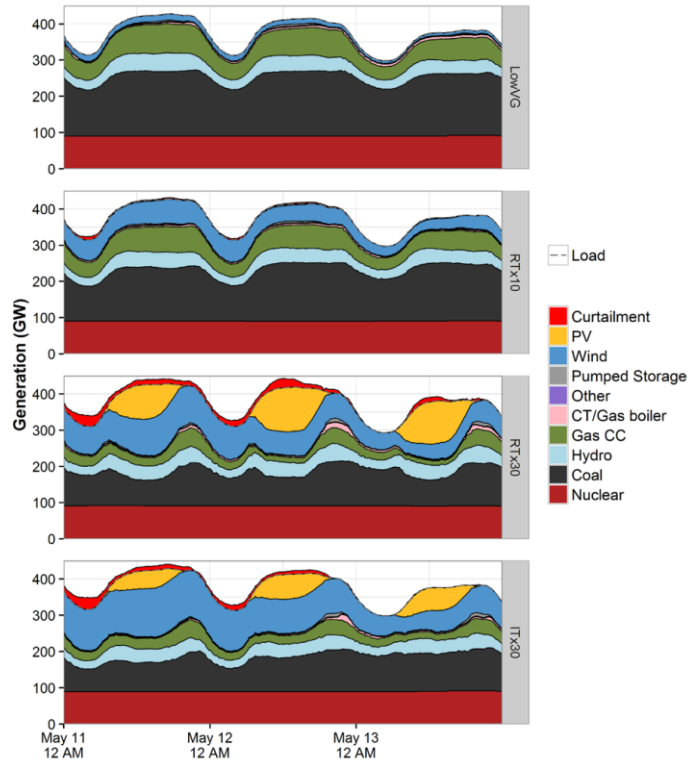 400
300
200
100
0
LowVG
400
300
200
100
0
RTx10
400
300
200
100
0
RTx30
400
300
200
100
0
ITx30
Generation (GW)
May 11
12 AM
May 12
12 AM
May 13
12 AM
Load
Curtailment
PV
Wind
Pumped Storage
Other
CT/Gas boiler
Gas CC
Hydro
Coal
Nuclear